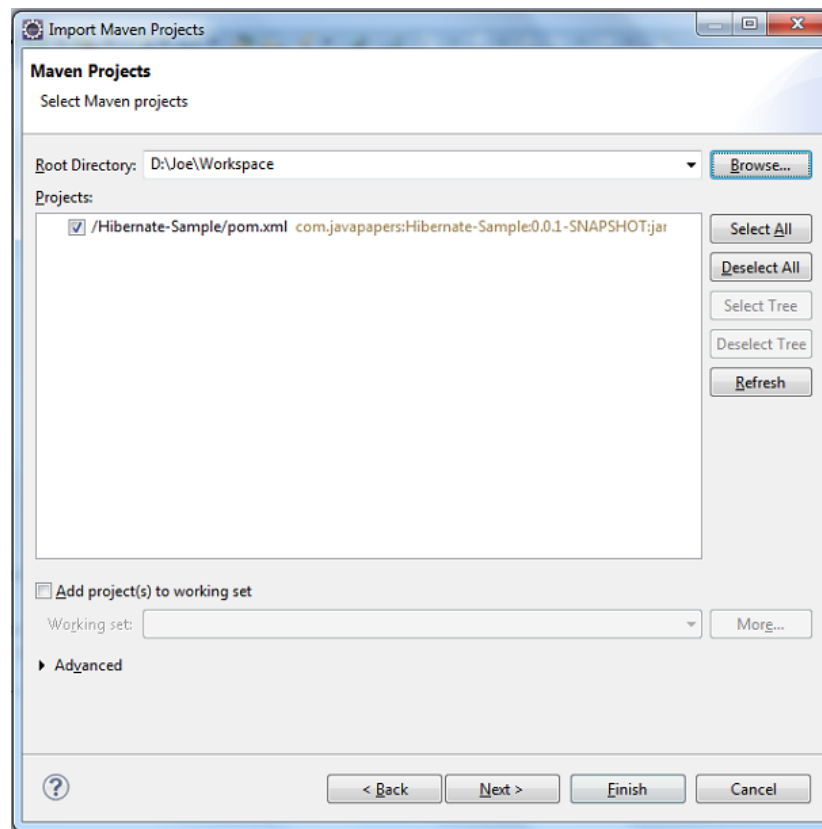 Import Maven Projects
Maven Projects
Select Maven projects
Root Directory: D:\Joe\Workspace Browse...
Projects:
/Hibernate-Sample/pom.xml com.javapapers:Hibernate-Sample:0.0.1-SNAPSHOT:jar
Select All
Deselect All
Select Tree
Deselect Tree
Refresh
Add project(s) to working set
Working set: More...
Advanced
? < Back Next > Finish Cancel